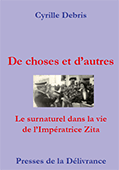 Cyrille Debris
De choses et d'autres
Le surnaturel dans la vie
de l'Impératrice Zita
Presses de la Délivrance